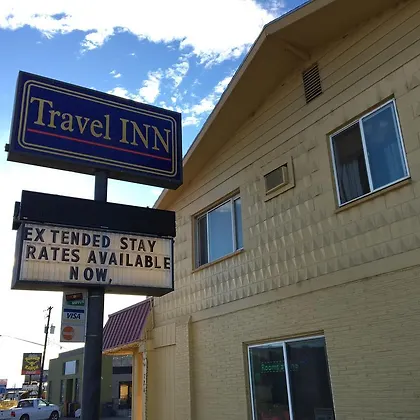 Travel INN
EXTENDED STAY
RATES AVAILABLE
NOW,
VISA